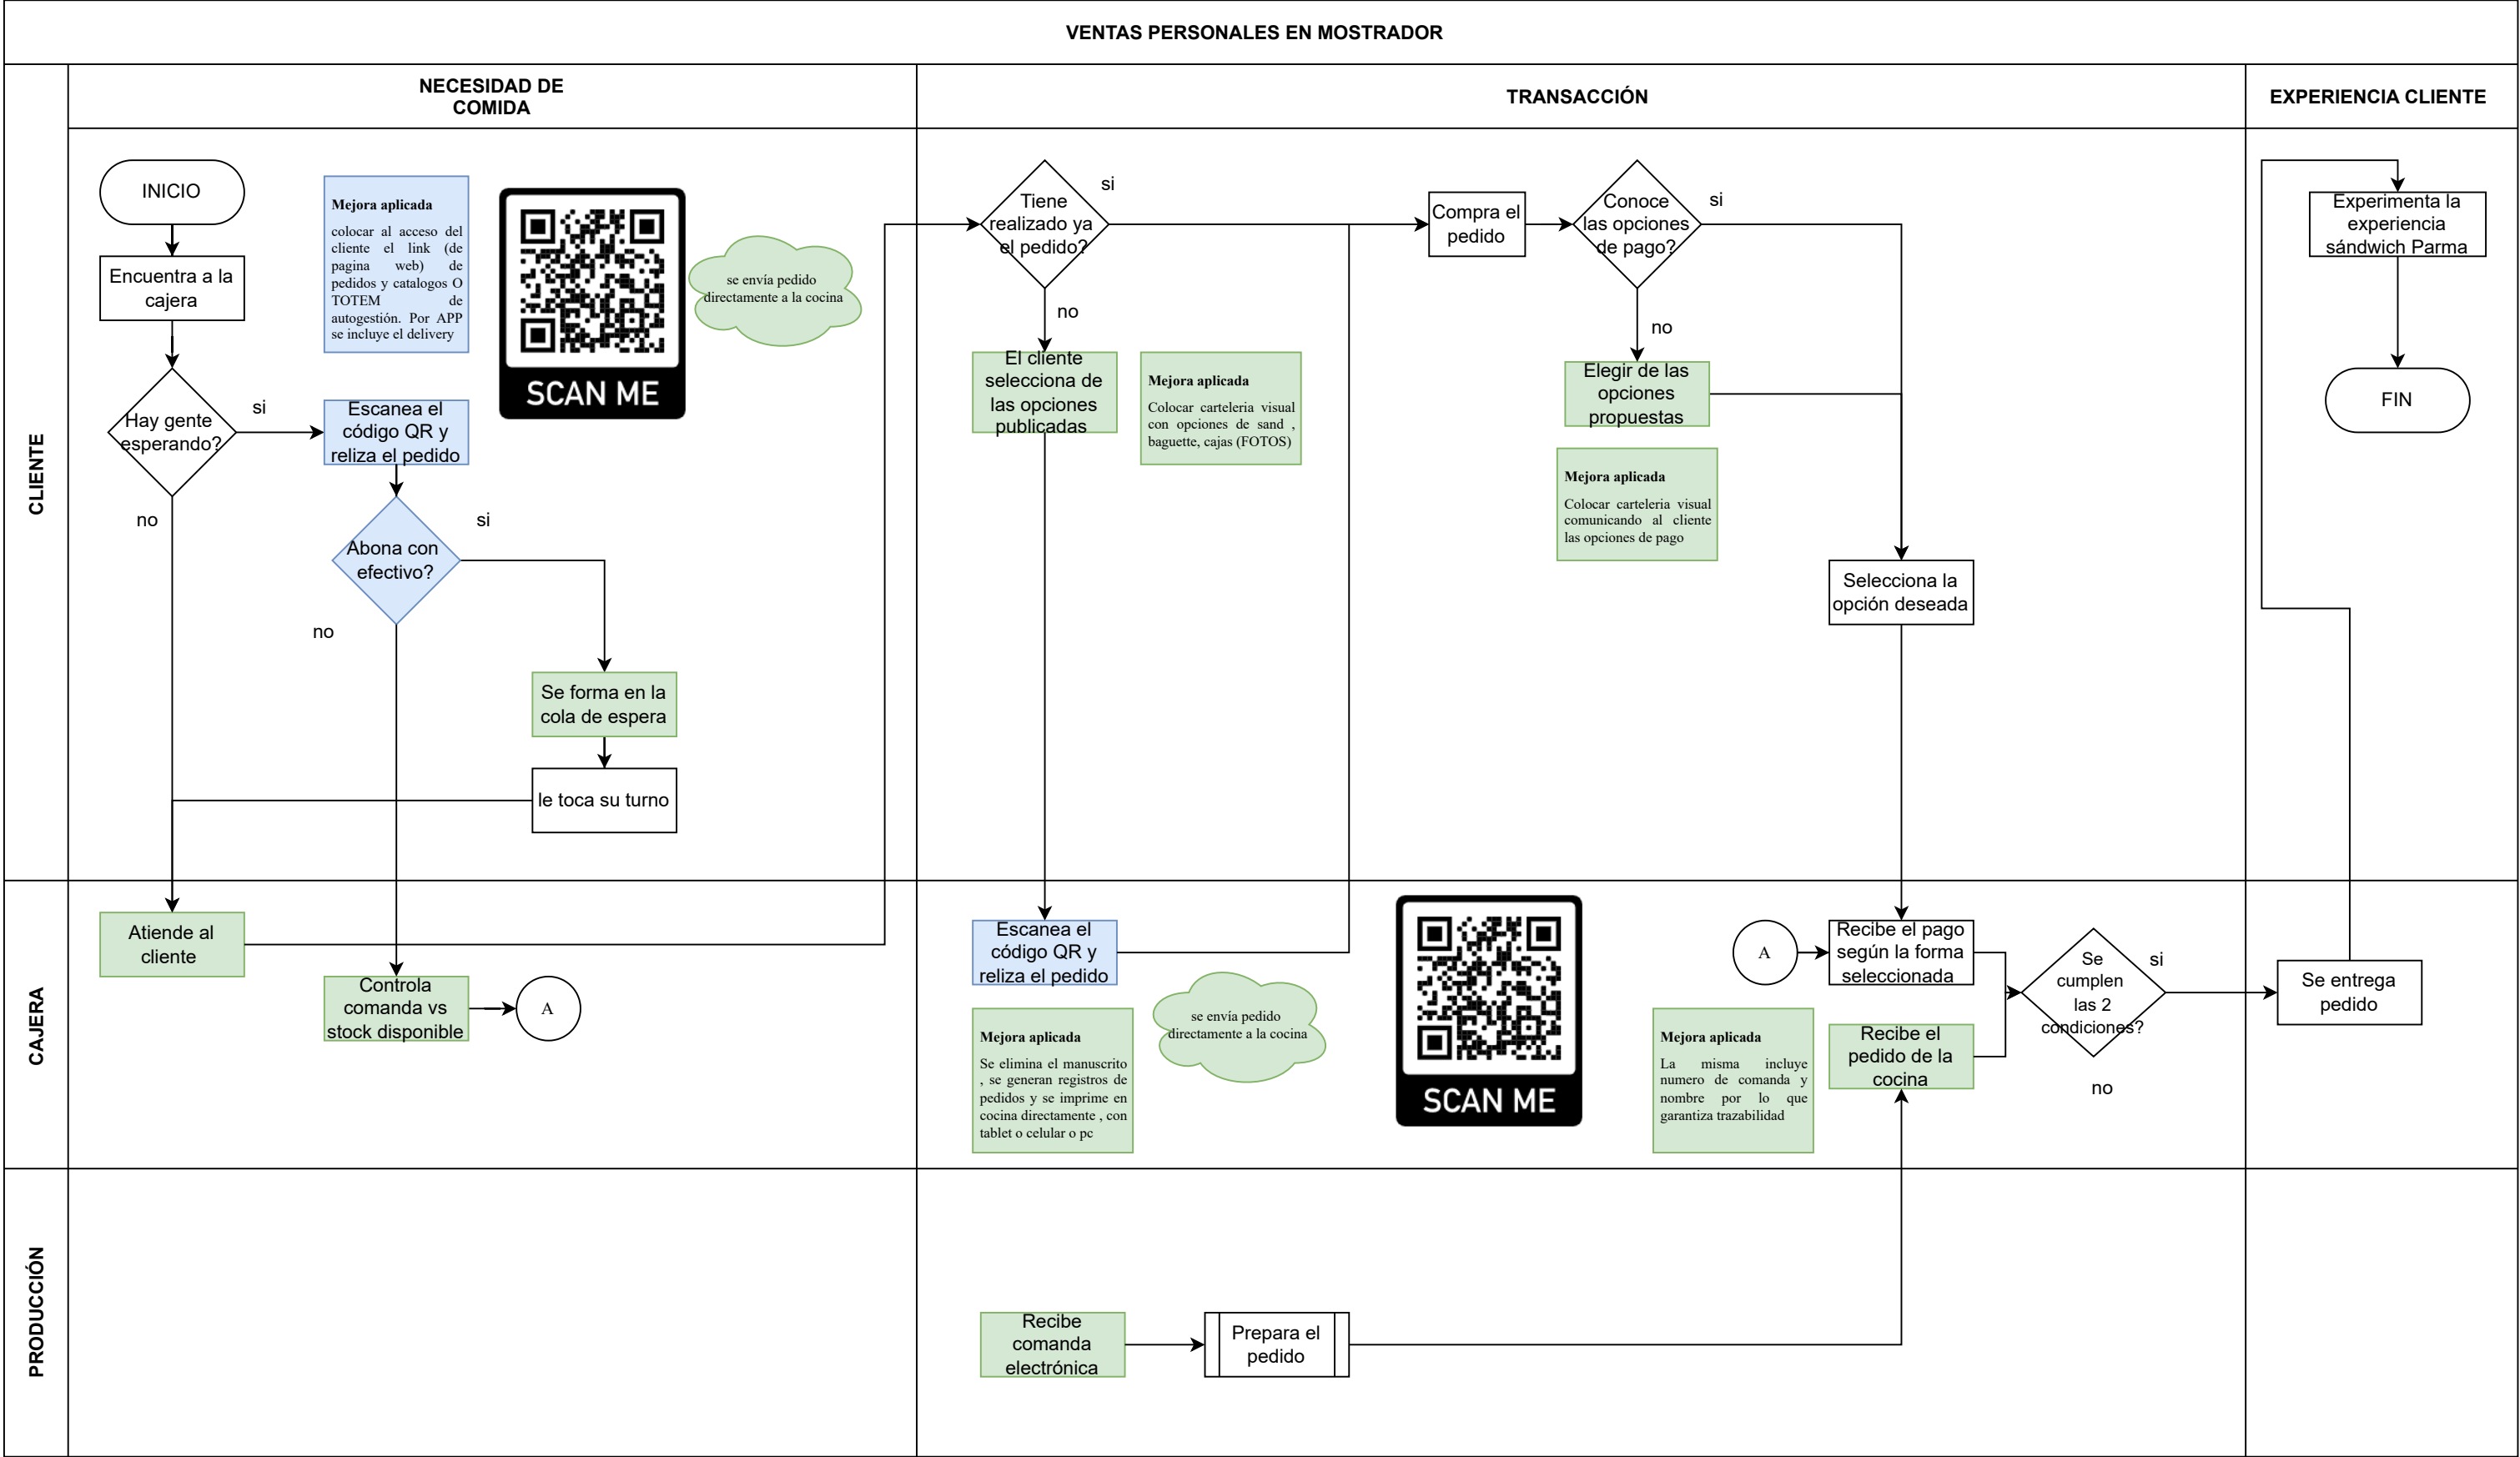 VENTAS PERSONALES EN MOSTRADOR
NECESIDAD DE
COMIDA
TRANSACCIÓN
EXPERIENCIA CLIENTE
CLIENTE
INICIO
Encuentra a la
cajera
Hay gente
esperando?
si
no
Mejora aplicada
colocar al acceso del
cliente el link (de
pagina web) de
pedidos y catalogos O
TOTEM de
autogestión. Por APP
se incluye el delivery
SCAN ME
se envía pedido
directamente a la cocina
Escanea el
código QR y
reliza el pedido
Abona con
efectivo?
si
no
Se forma en la
cola de espera
le toca su turno
Tiene
realizado ya
el pedido?
si
no
El cliente
selecciona de
las opciones
publicadas
Mejora aplicada
Colocar carteleria visual
con opciones de sand ,
baguette, cajas (FOTOS)
Compra el
pedido
Conoce
las opciones
de pago?
si
no
Elegir de las
opciones
propuestas
Mejora aplicada
Colocar carteleria visual
comunicando al cliente
las opciones de pago
Selecciona la
opción deseada
Experimenta la
experiencia
sándwich Parma
FIN
CAJERA
Atiende al
cliente
Controla
comanda vs
stock disponible
A
Escanea el
código QR y
reliza el pedido
Mejora aplicada
Se elimina el manuscrito
, se generan registros de
pedidos y se imprime en
cocina directamente , con
tablet o celular o pc
se envía pedido
directamente a la cocina
SCAN ME
A
Recibe el pago
según la forma
seleccionada
Mejora aplicada
La misma incluye
numero de comanda y
nombre por lo que
garantiza trazabilidad
Recibe el
pedido de la
cocina
Se
cumplen
las 2
condiciones?
si
no
Se entrega
pedido
PRODUCCIÓN
Recibe
comanda
electrónica
Prepara el
pedido